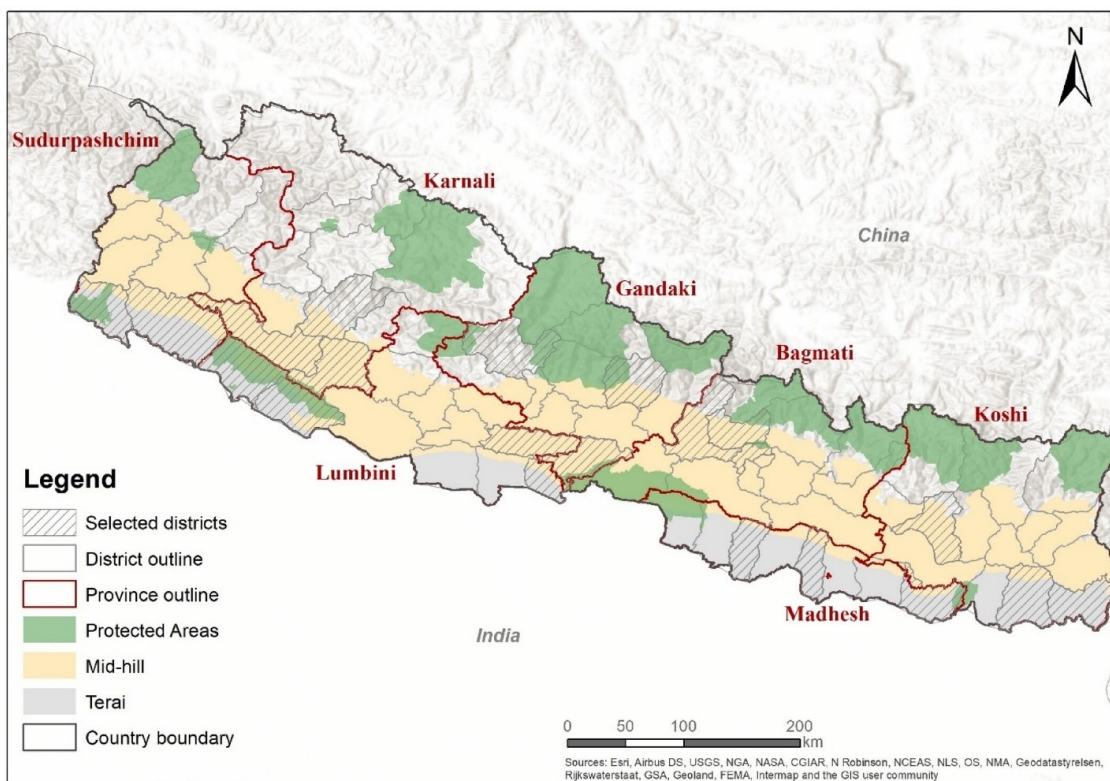 N
Sudurpashchim
Karnali
China
Gandaki
Bagmati
Koshi
Lumbini
Madhesh
India
Legend
Selected districts
District outline
Province outline
Protected Areas
Mid-hill
Terai
Country boundary
0 50 100 200
km
Sources: Esri, Airbus DS, USGS, NGA, NASA, CGIAR, N Robinson, NCEAS, NLS, OS, NMA, Geodatastyrelsen,
Rijkswaterstaat, GSA, Geoland, FEMA, Intermap and the GIS user community